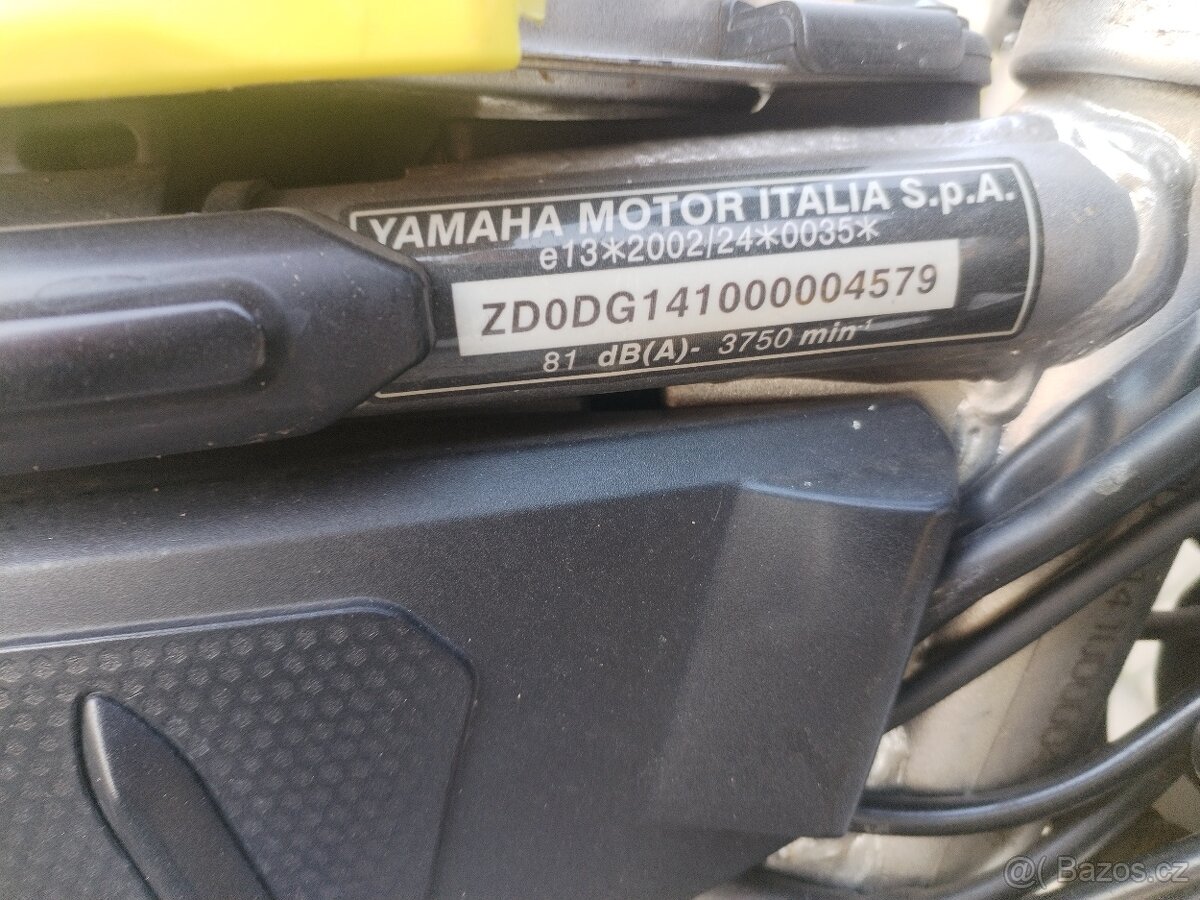 YAMAHA MOTOR ITALIA S.p.A.
e13*2002/24*0035*
ZD0DG141000004579
81 dB(A)- 3750 min⁻¹
@( Bazos.cz